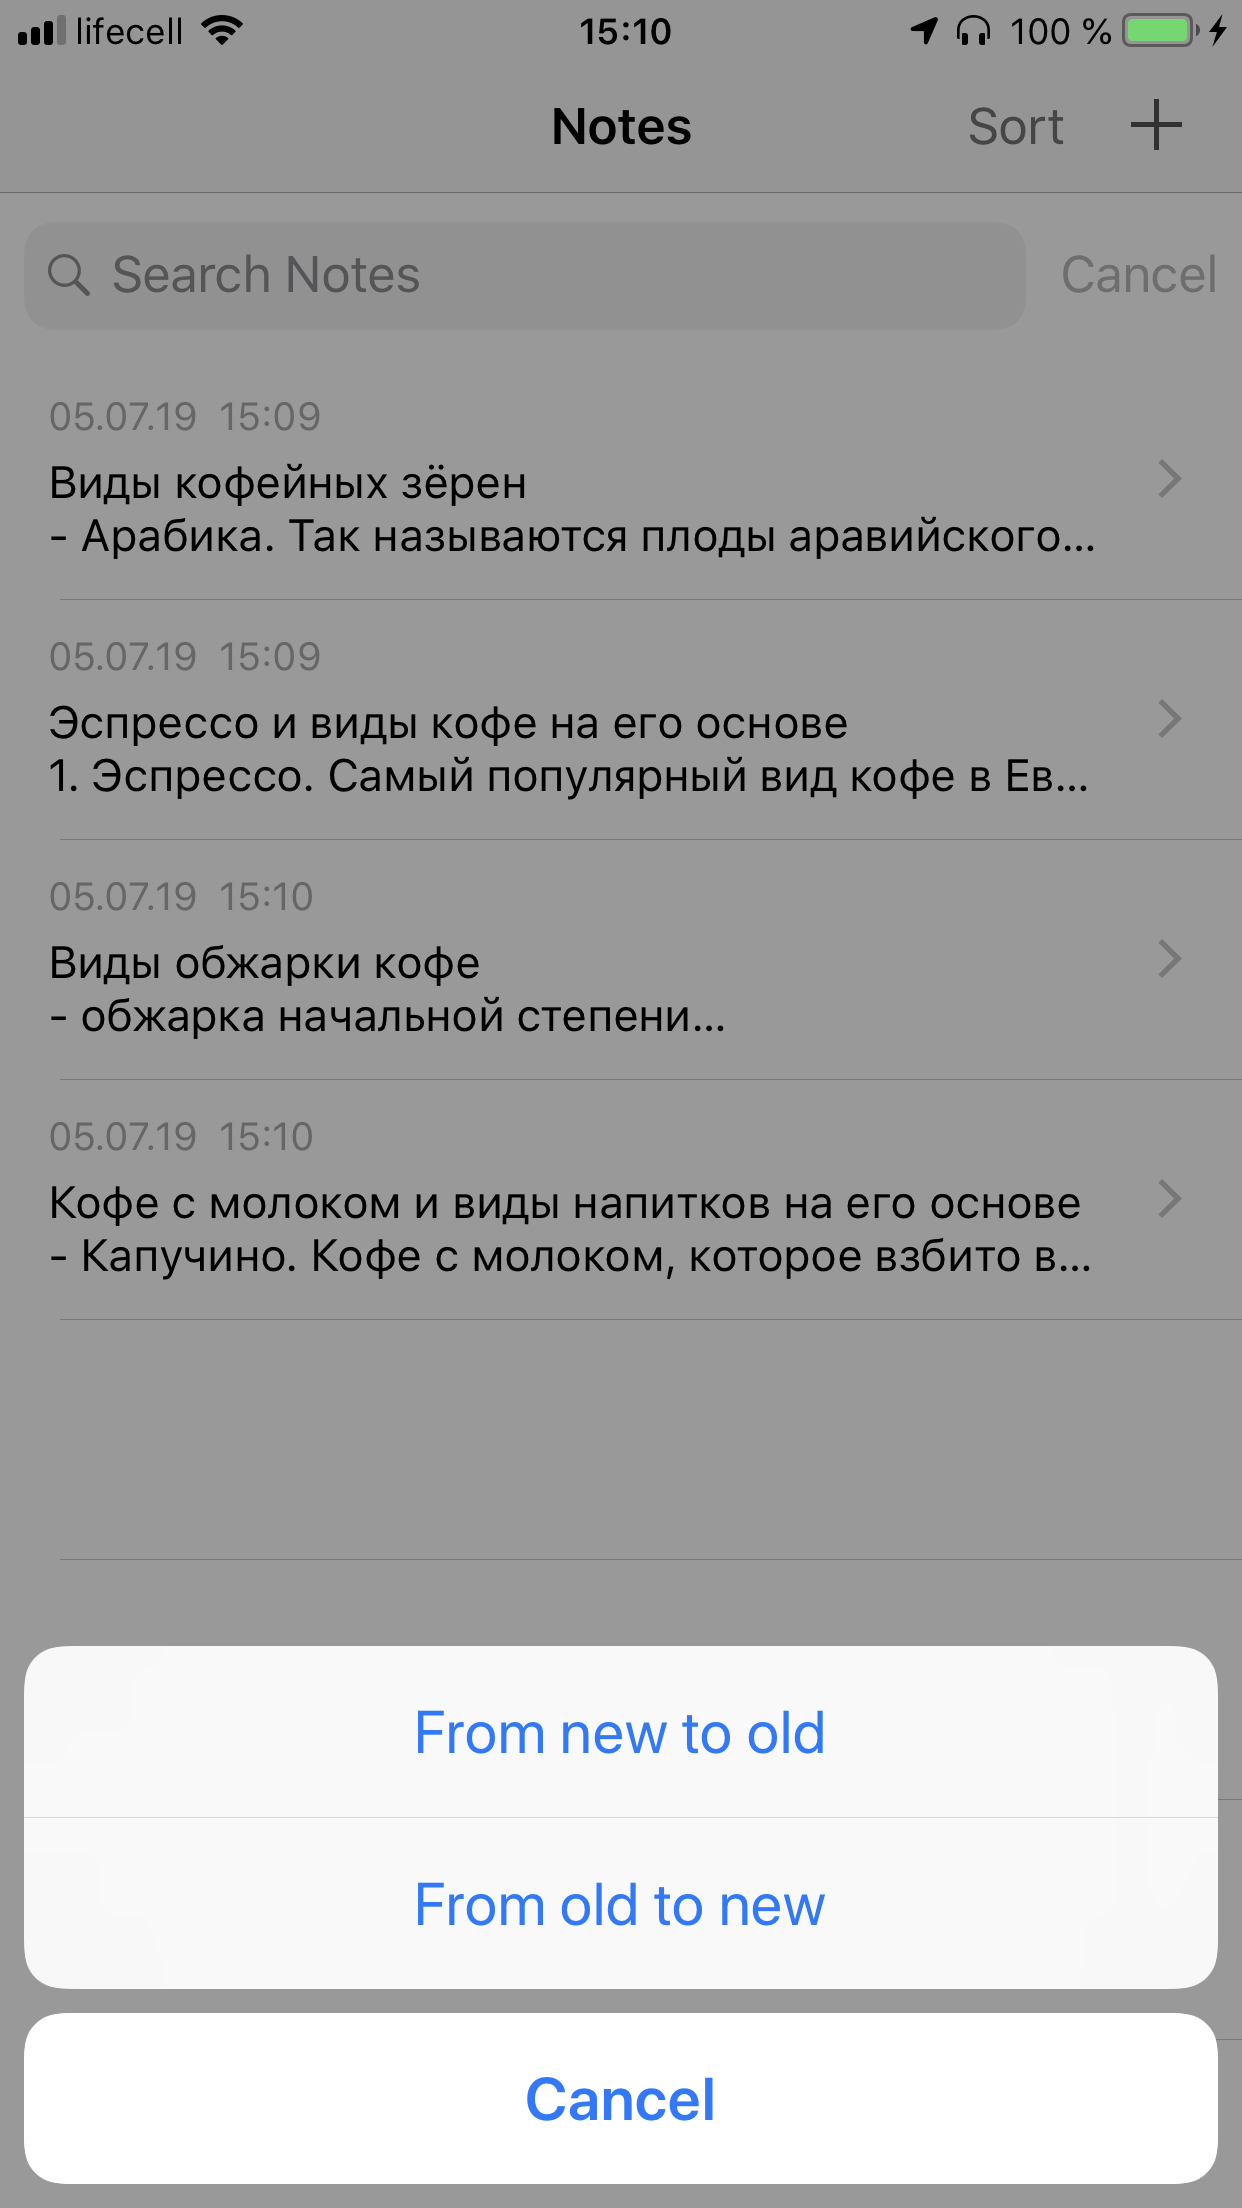 lifecell 15:10 100 %
Notes Sort
Search Notes Cancel
05.07.19 15:09
Виды кофейных зёрен
- Арабика. Так называются плоды аравийского...
05.07.19 15:09
Эспрессо и виды кофе на его основе
1. Эспрессо. Самый популярный вид кофе в Ев...
05.07.19 15:10
Виды обжарки кофе
- обжарка начальной степени...
05.07.19 15:10
Кофе с молоком и виды напитков на его основе
- Капучино. Кофе с молоком, которое взбито в...
From new to old
From old to new
Cancel